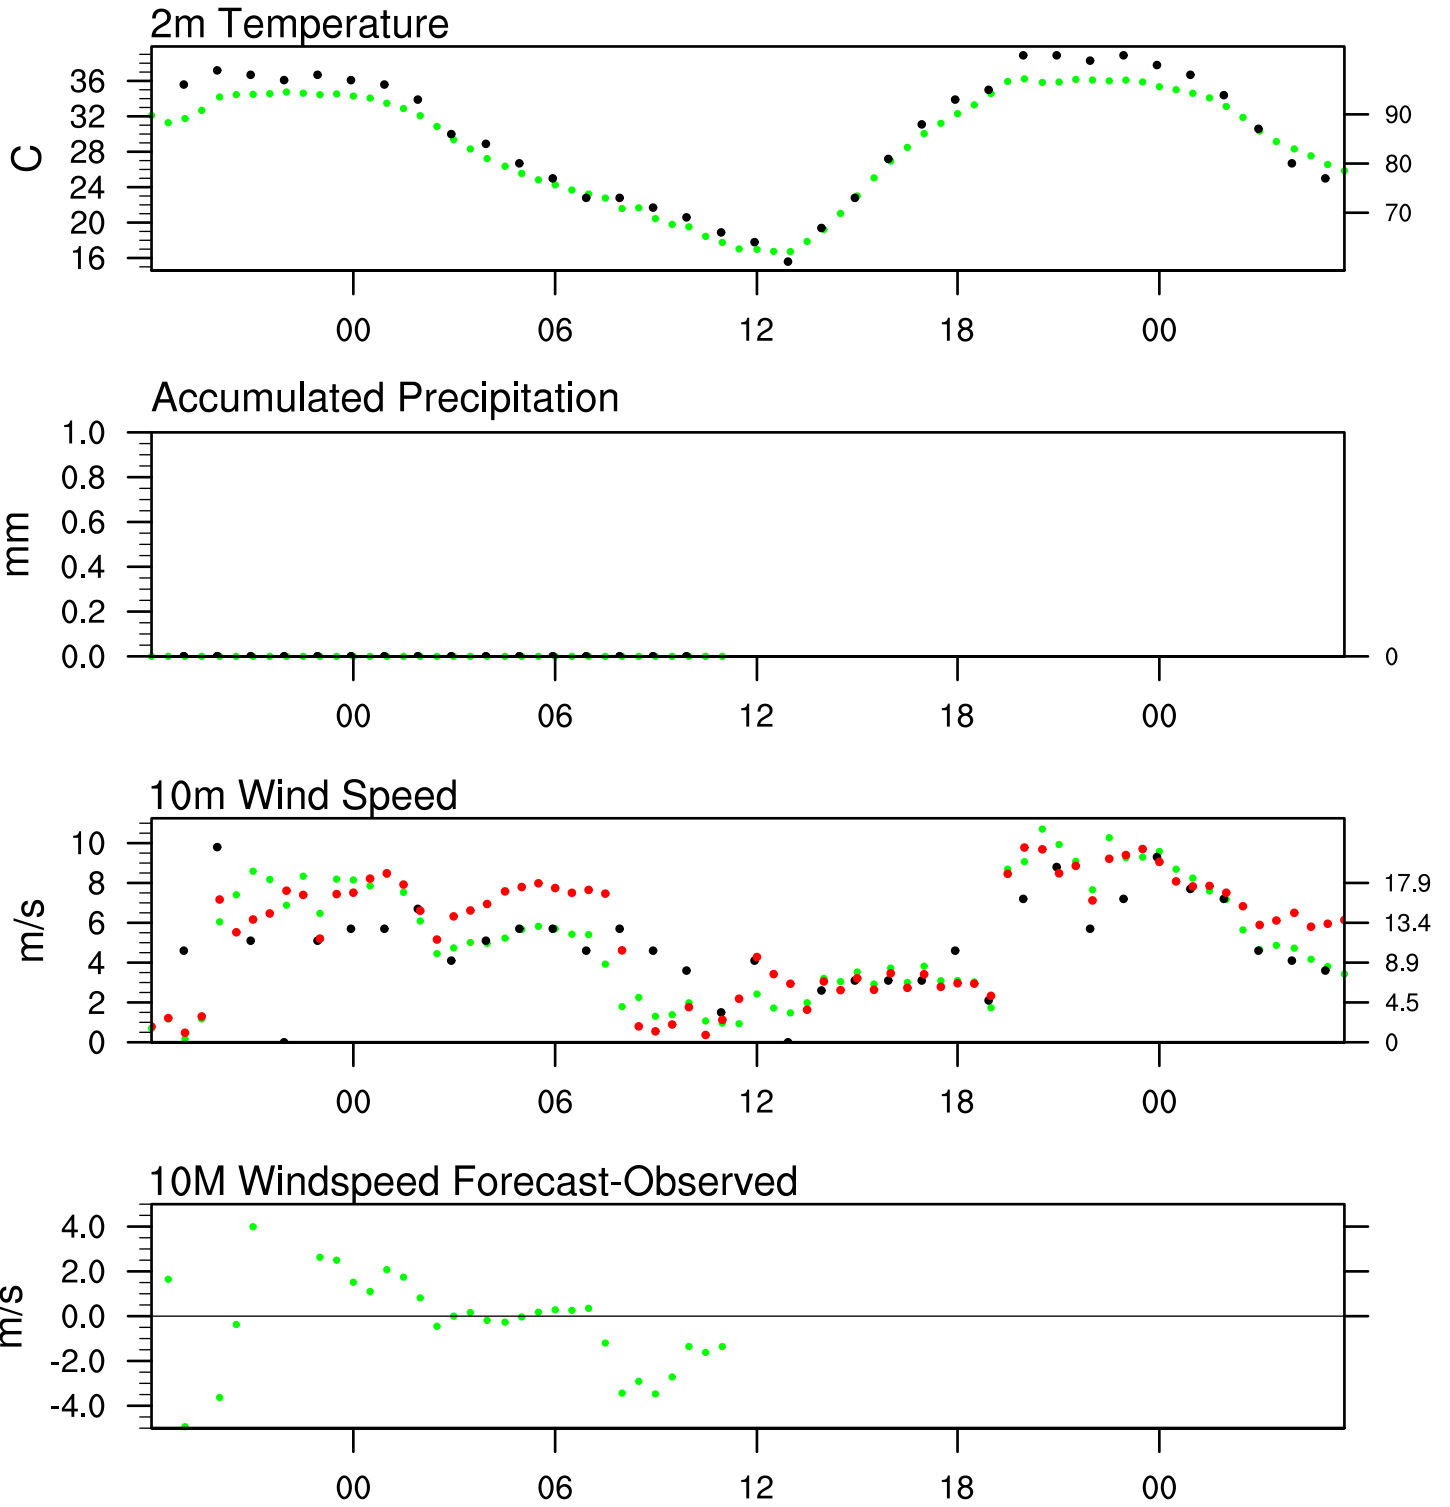 2m Temperature
C
36
32
28
24
20
16
90
80
70
00 06 12 18 00
Accumulated Precipitation
mm
1.0
0.8
0.6
0.4
0.2
0.0
0
00 06 12 18 00
10m Wind Speed
m/s
10
8
6
4
2
0
17.9
13.4
8.9
4.5
0
00 06 12 18 00
10M Windspeed Forecast-Observed
m/s
4.0
2.0
0.0
-2.0
-4.0
00 06 12 18 00